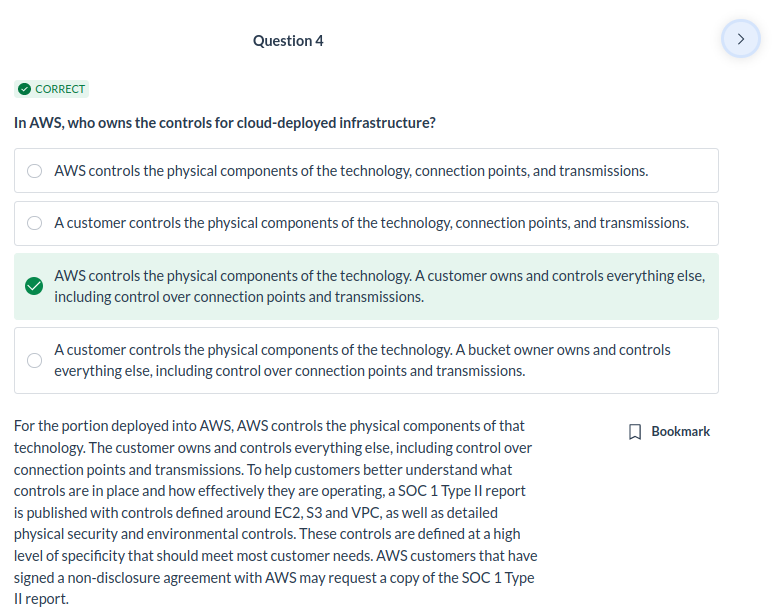 Question 4
CORRECT
In AWS, who owns the controls for cloud-deployed infrastructure?
AWS controls the physical components of the technology, connection points, and transmissions.
A customer controls the physical components of the technology, connection points, and transmissions.
AWS controls the physical components of the technology. A customer owns and controls everything else,
including control over connection points and transmissions.
A customer controls the physical components of the technology. A bucket owner owns and controls
everything else, including control over connection points and transmissions.
For the portion deployed into AWS, AWS controls the physical components of that
technology. The customer owns and controls everything else, including control over
connection points and transmissions. To help customers better understand what
controls are in place and how effectively they are operating, a SOC 1 Type II report
is published with controls defined around EC2, S3 and VPC, as well as detailed
physical security and environmental controls. These controls are defined at a high
level of specificity that should meet most customer needs. AWS customers that have
signed a non-disclosure agreement with AWS may request a copy of the SOC 1 Type
II report.
Bookmark